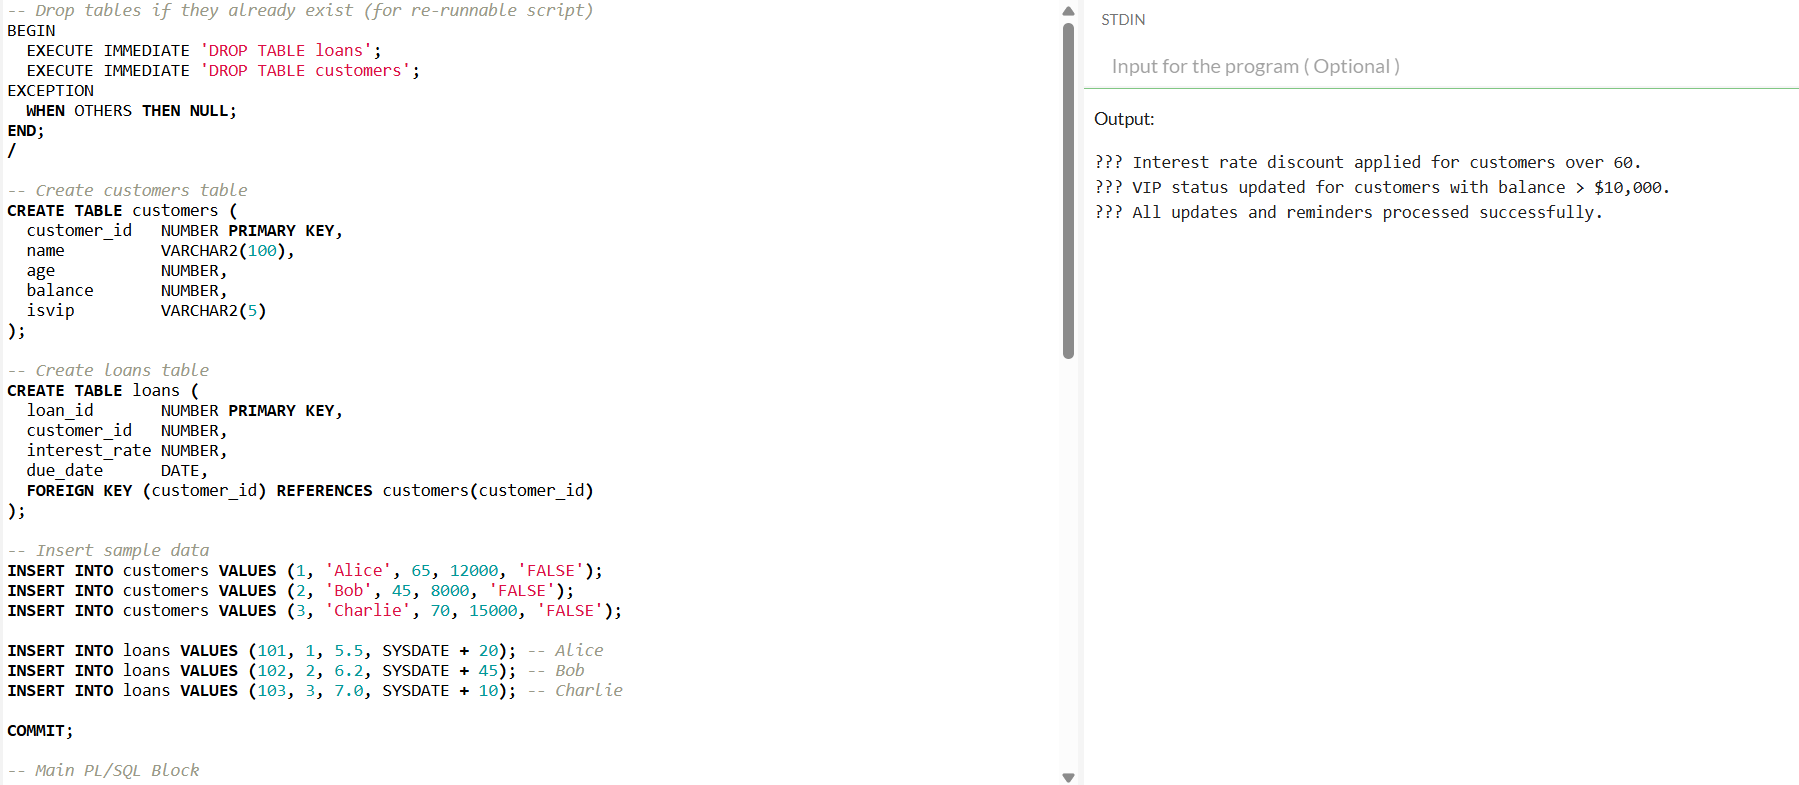 -- Drop tables if they already exist (for re-runnable script)
BEGIN
  EXECUTE IMMEDIATE 'DROP TABLE loans';
  EXECUTE IMMEDIATE 'DROP TABLE customers';
EXCEPTION
  WHEN OTHERS THEN NULL;
END;
/

-- Create customers table
CREATE TABLE customers (
  customer_id   NUMBER PRIMARY KEY,
  name          VARCHAR2(100),
  age           NUMBER,
  balance       NUMBER,
  isvip         VARCHAR2(5)
);

-- Create loans table
CREATE TABLE loans (
  loan_id       NUMBER PRIMARY KEY,
  customer_id   NUMBER,
  interest_rate NUMBER,
  due_date      DATE,
  FOREIGN KEY (customer_id) REFERENCES customers(customer_id)
);

-- Insert sample data
INSERT INTO customers VALUES (1, 'Alice', 65, 12000, 'FALSE');
INSERT INTO customers VALUES (2, 'Bob', 45, 8000, 'FALSE');
INSERT INTO customers VALUES (3, 'Charlie', 70, 15000, 'FALSE');

INSERT INTO loans VALUES (101, 1, 5.5, SYSDATE + 20); -- Alice
INSERT INTO loans VALUES (102, 2, 6.2, SYSDATE + 45); -- Bob
INSERT INTO loans VALUES (103, 3, 7.0, SYSDATE + 10); -- Charlie

COMMIT;

-- Main PL/SQL Block
STDIN
Input for the program ( Optional )
Output:
??? Interest rate discount applied for customers over 60.
??? VIP status updated for customers with balance > $10,000.
??? All updates and reminders processed successfully.